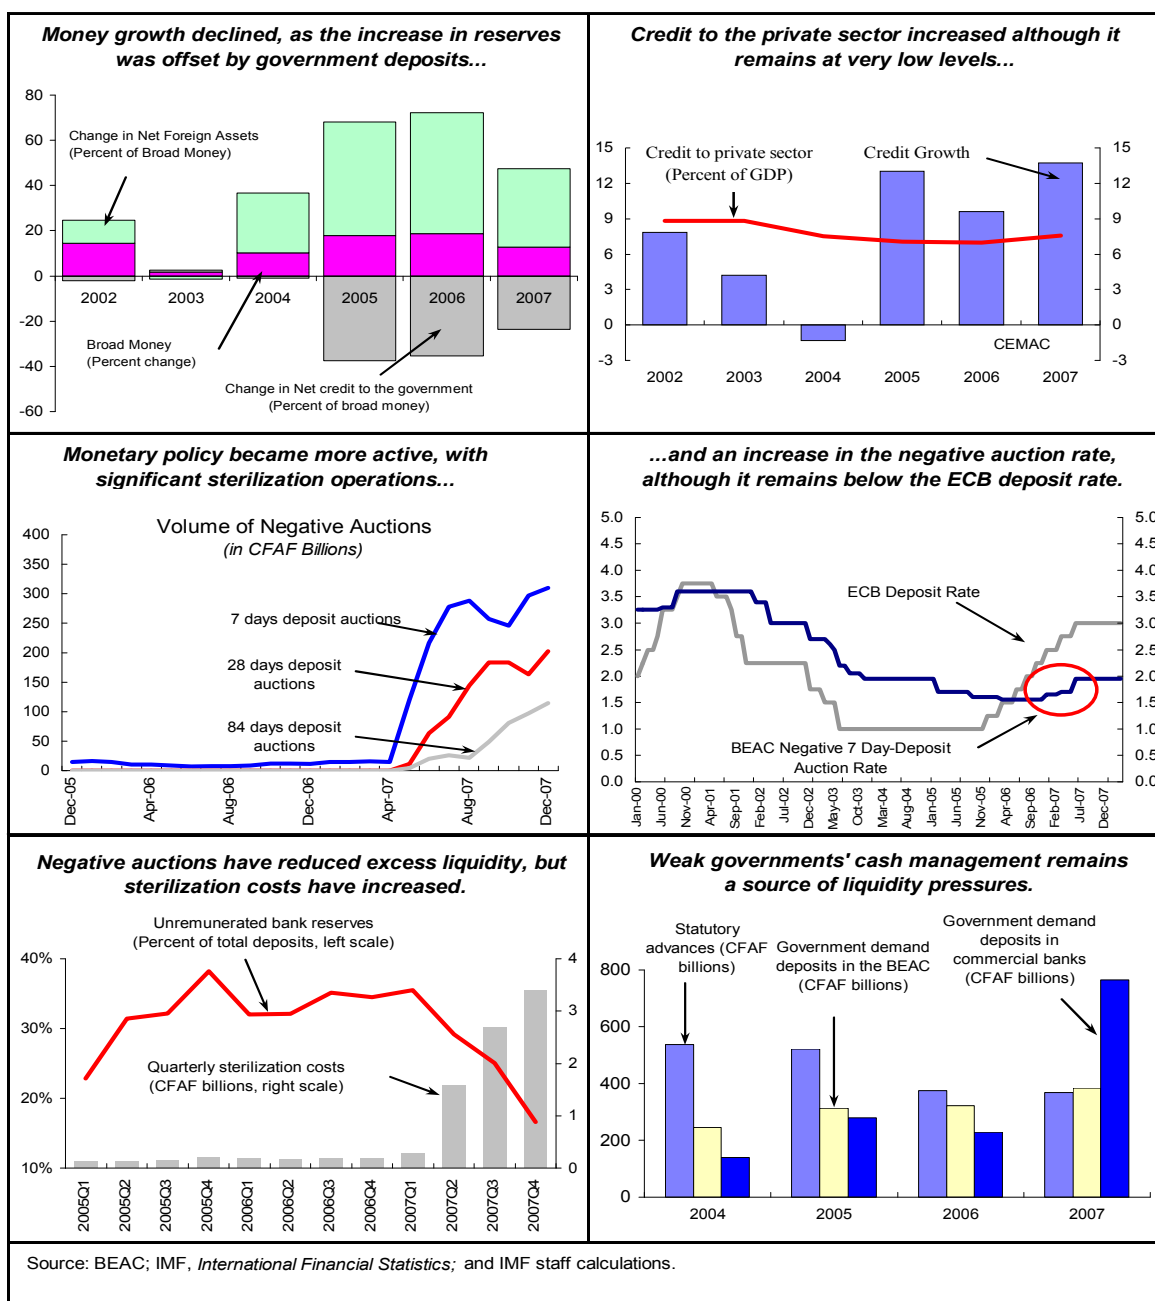 Money growth declined, as the increase in reserves
was offset by government deposits...
80
60
40
20
0
-20
-40
-60
Change in Net Foreign Assets
(Percent of Broad Money)
2002
2003
2004
2005
2006
2007
Broad Money
(Percent change)
Change in Net credit to the government
(Percent of broad money)
Credit to the private sector increased although it
remains at very low levels...
15
12
9
6
3
0
-3
Credit to private sector
(Percent of GDP)
Credit Growth
15
12
9
6
3
0
-3
CEMAC
2002
2003
2004
2005
2006
2007
Monetary policy became more active, with
significant sterilization operations...
Volume of Negative Auctions
(in CFAF Billions)
400
350
300
250
200
150
100
50
0
7 days deposit auctions
28 days deposit
auctions
84 days deposit
auctions
Dec-05
Apr-06
Aug-06
Dec-06
Apr-07
Aug-07
Dec-07
...and an increase in the negative auction rate,
although it remains below the ECB deposit rate.
5.0
4.5
4.0
3.5
3.0
2.5
2.0
1.5
1.0
0.5
0.0
ECB Deposit Rate
BEAC Negative 7 Day-Deposit
Auction Rate
5.0
4.5
4.0
3.5
3.0
2.5
2.0
1.5
1.0
0.5
0.0
Jan-00
Jun-00
Nov-00
Apr-01
Sep-01
Feb-02
Jul-02
Dec-02
May-03
Oct-03
Mar-04
Aug-04
Jan-05
Jun-05
Nov-05
Apr-06
Sep-06
Feb-07
Jul-07
Dec-07
Negative auctions have reduced excess liquidity, but
sterilization costs have increased.
Unremunerated bank reserves
(Percent of total deposits, left scale)
40%
30%
20%
10%
Quarterly sterilization costs
(CFAF billions, right scale)
4
3
2
1
0
2005Q1
2005Q2
2005Q3
2005Q4
2006Q1
2006Q2
2006Q3
2006Q4
2007Q1
2007Q2
2007Q3
2007Q4
Weak governments' cash management remains
a source of liquidity pressures.
Statutory
advances (CFAF
billions)
Government demand
deposits in the BEAC
(CFAF billions)
Government demand
deposits in
commercial banks
(CFAF billions)
800
600
400
200
0
2004
2005
2006
2007
Source: BEAC; IMF, International Financial Statistics; and IMF staff calculations.